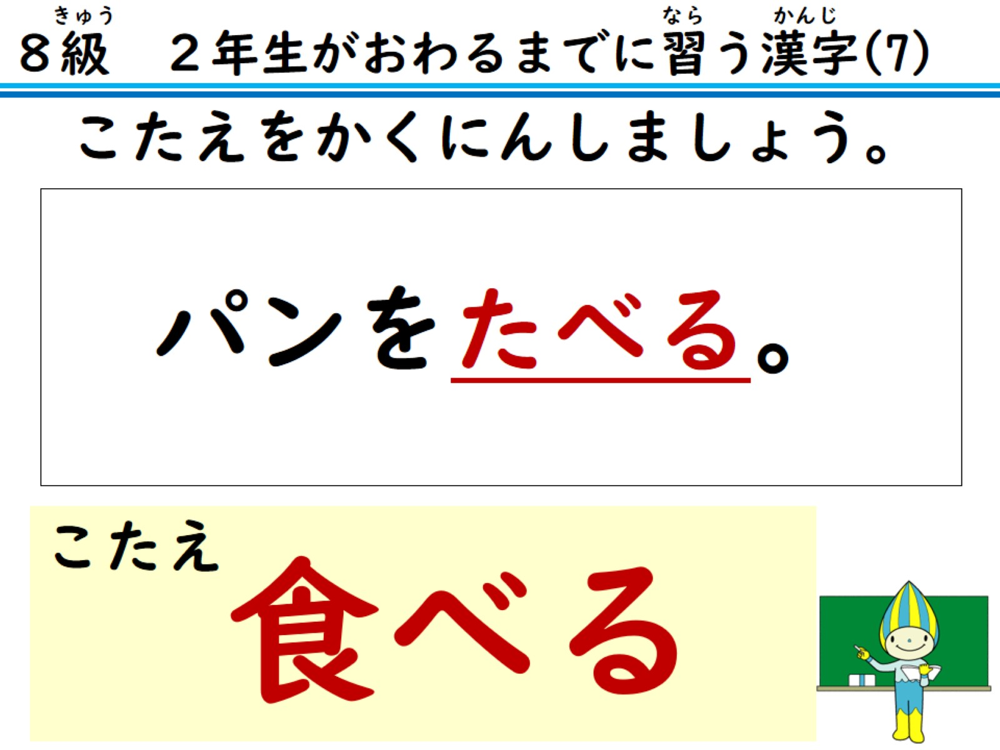 きゅう なら かんじ
８級　２年生がおわるまでに習う漢字(7)
こたえをかくにんしましょう。
パンをたべる。
こたえ
食べる